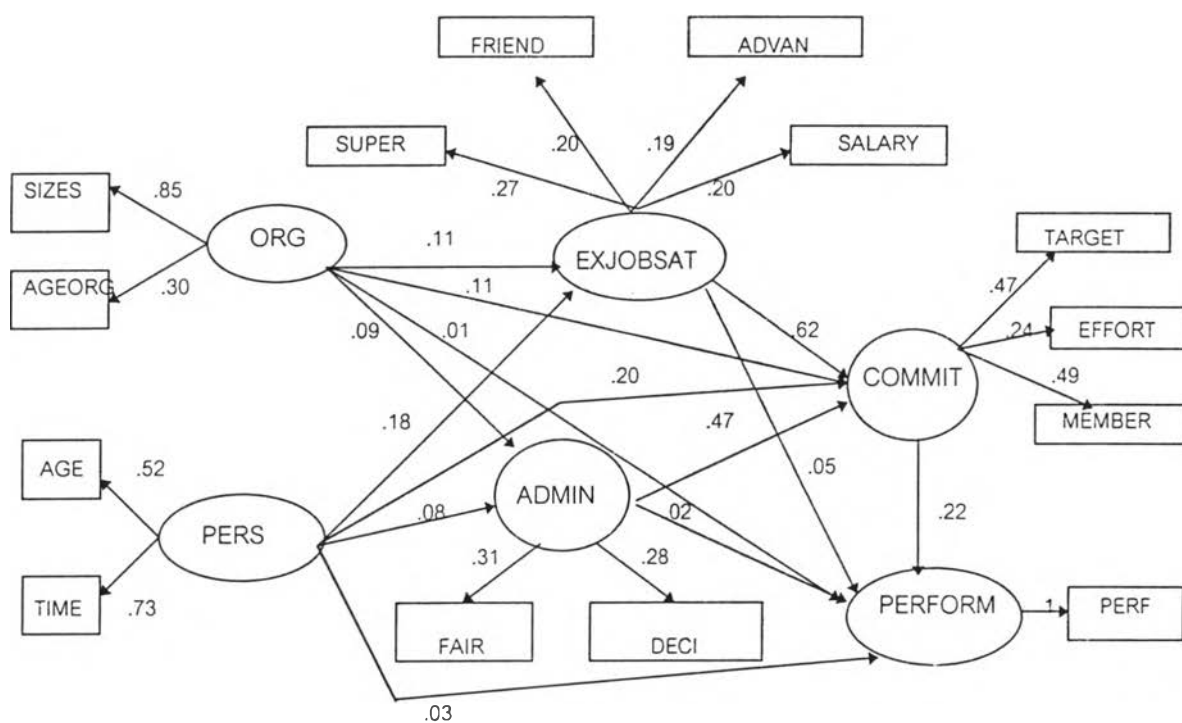 FRIEND
ADVAN
SUPER
.20
.19
SALARY
.27
.20
SIZES
.85
ORG
AGEORG
.30
.11
EXJOBSAT
.11
TARGET
.47
.09
.01
.62
.24
EFFORT
COMMIT
.49
MEMBER
.20
.18
.47
AGE
.52
ADMIN
.05
PERS
.08
.02
.22
.31
.28
TIME
.73
PERFORM
1
PERF
FAIR
DECI
.03